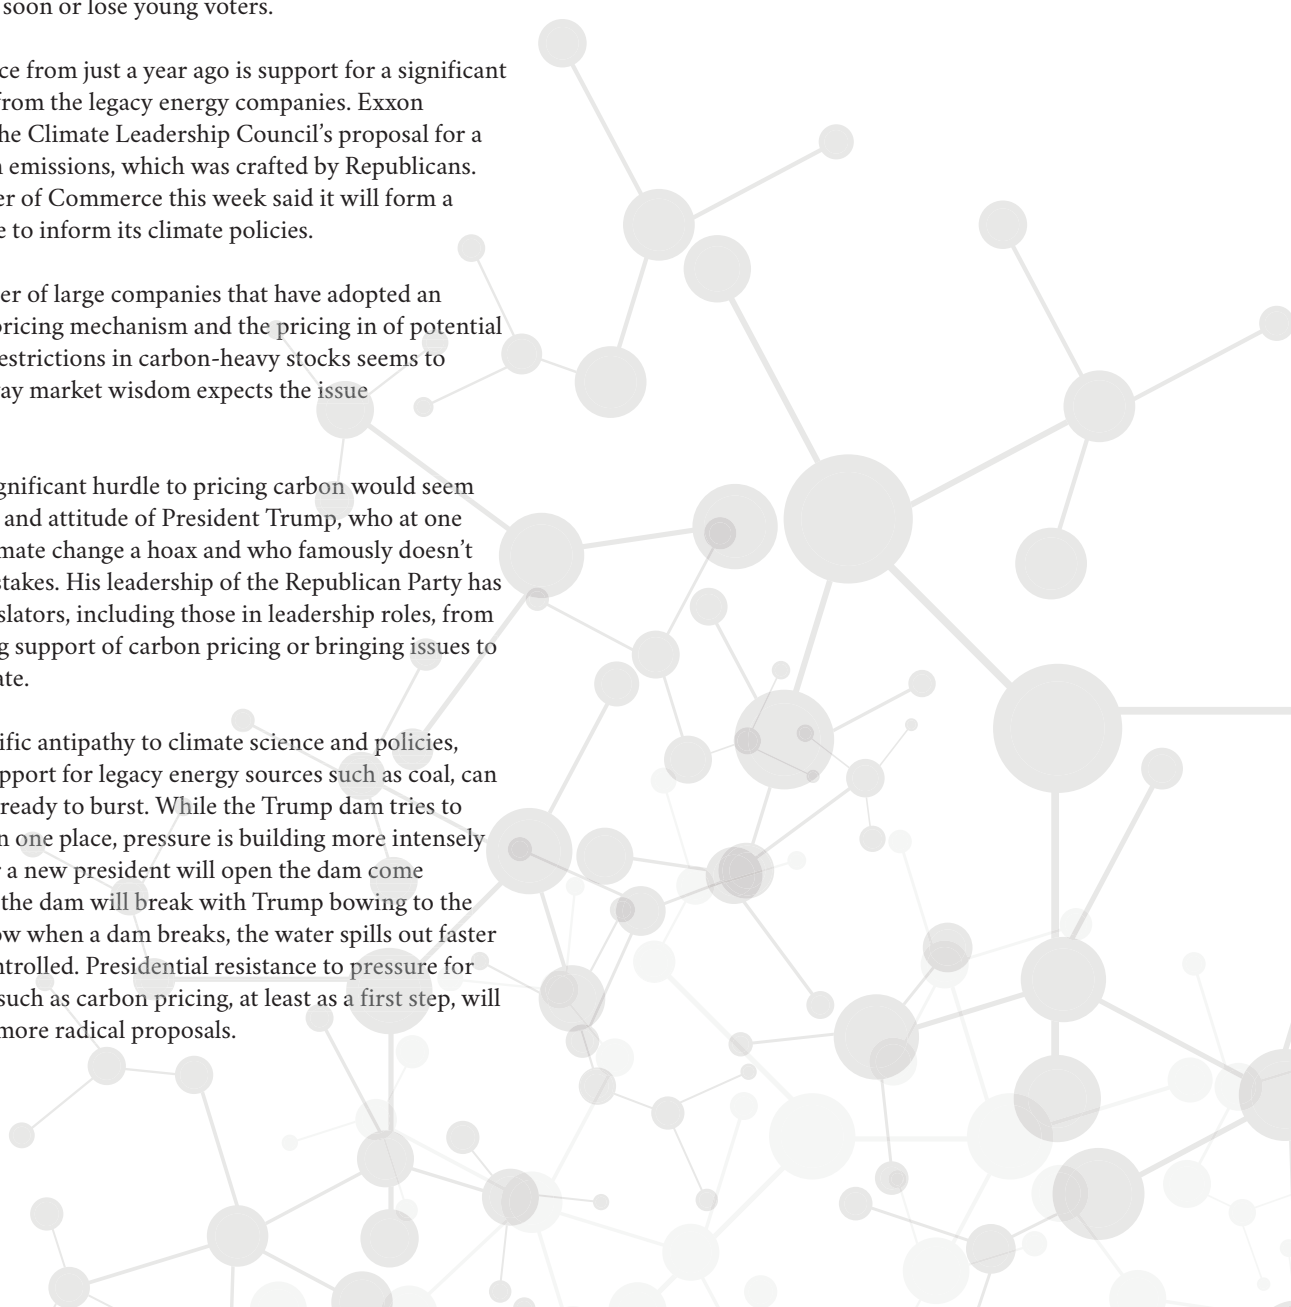 soon or lose young voters.
ce from just a year ago is support for a significant
from the legacy energy companies. Exxon
he Climate Leadership Council’s proposal for a
n emissions, which was crafted by Republicans.
er of Commerce this week said it will form a
e to inform its climate policies.
er of large companies that have adopted an
pricing mechanism and the pricing in of potential
estrictions in carbon-heavy stocks seems to
ay market wisdom expects the issue
gnificant hurdle to pricing carbon would seem
and attitude of President Trump, who at one
mate change a hoax and who famously doesn’t
stakes. His leadership of the Republican Party has
slators, including those in leadership roles, from
g support of carbon pricing or bringing issues to
ate.
ific antipathy to climate science and policies,
pport for legacy energy sources such as coal, can
ready to burst. While the Trump dam tries to
n one place, pressure is building more intensely
r a new president will open the dam come
the dam will break with Trump bowing to the
ow when a dam breaks, the water spills out faster
ntrolled. Presidential resistance to pressure for
such as carbon pricing, at least as a first step, will
more radical proposals.